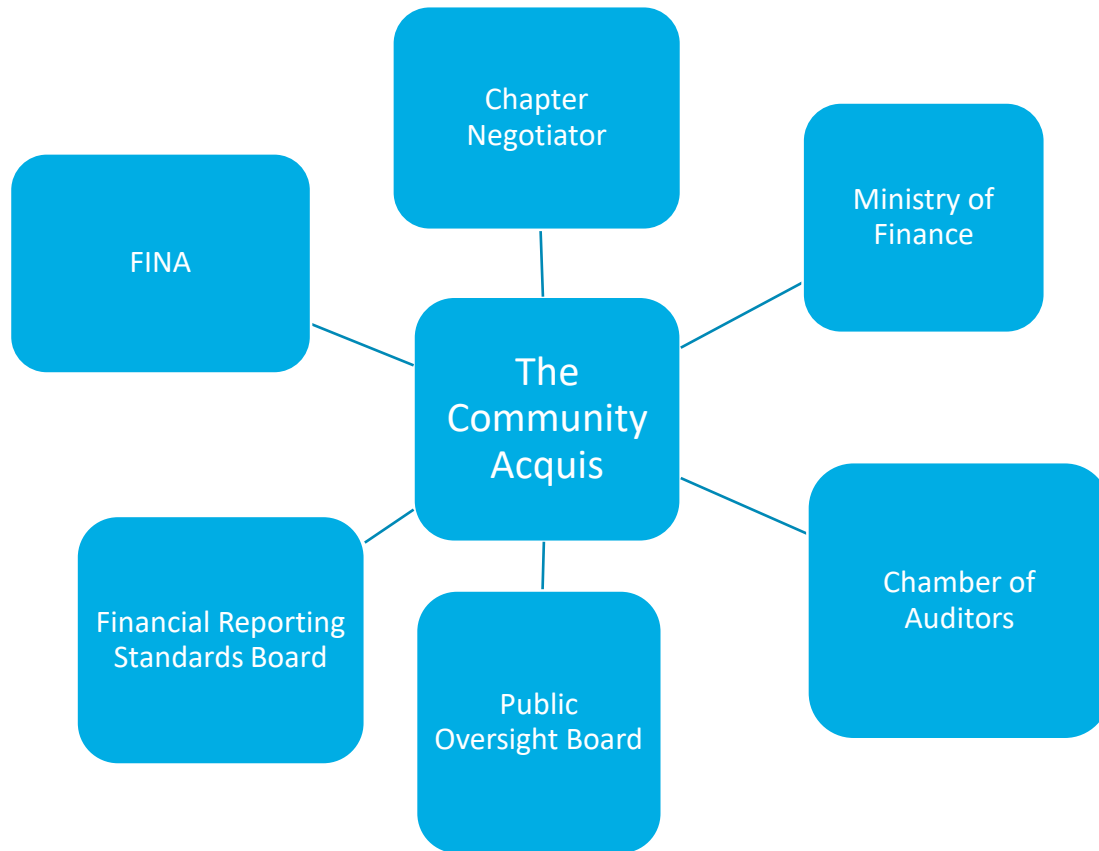 Chapter
Negotiator
Ministry of
Finance
FINA
The
Community
Acquis
Chamber of
Auditors
Financial Reporting
Standards Board
Public
Oversight Board